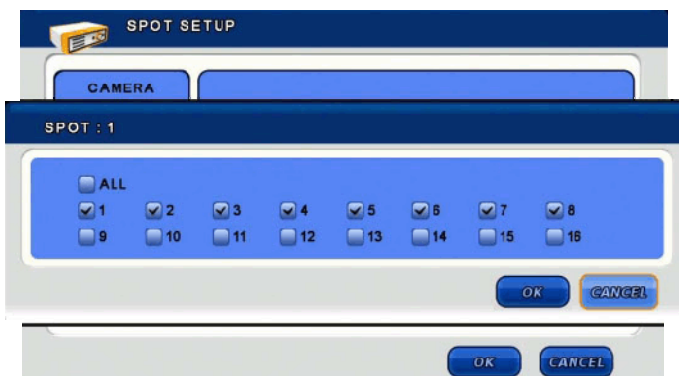 SPOT SETUP
CAMERA
SPOT : 1
ALL
1 2 3 4 5 6 7 8
9 10 11 12 13 14 15 16
OK CANCEL
OK CANCEL